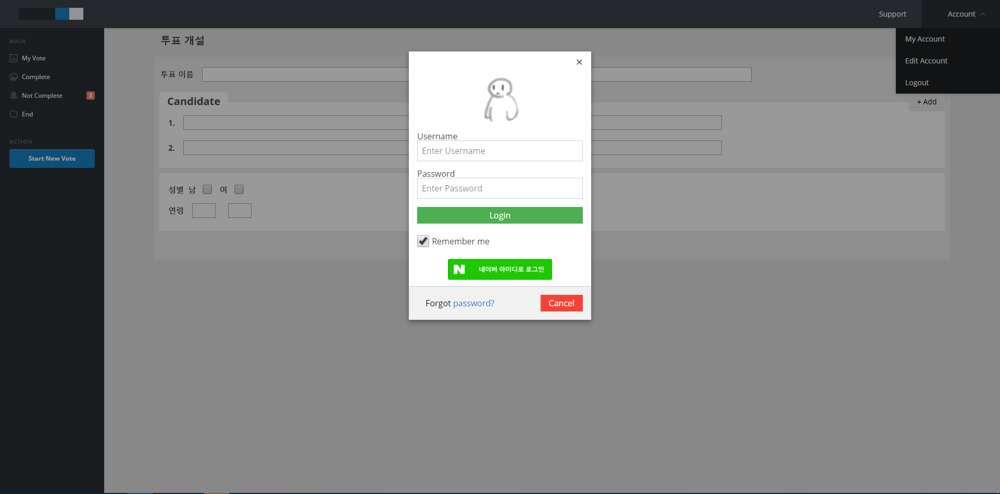 Support
Account
My Account
Edit Account
Logout
MAIN
My Vote
Complete
Not Complete 3
End
ACTION
Start New Vote
투표 개설
투표 이름
Candidate
+ Add
1.
2.
성별 남 여
연령
×
Username
Enter Username
Password
Enter Password
Login
Remember me
N 네이버 아이디로 로그인
Forgot password?
Cancel